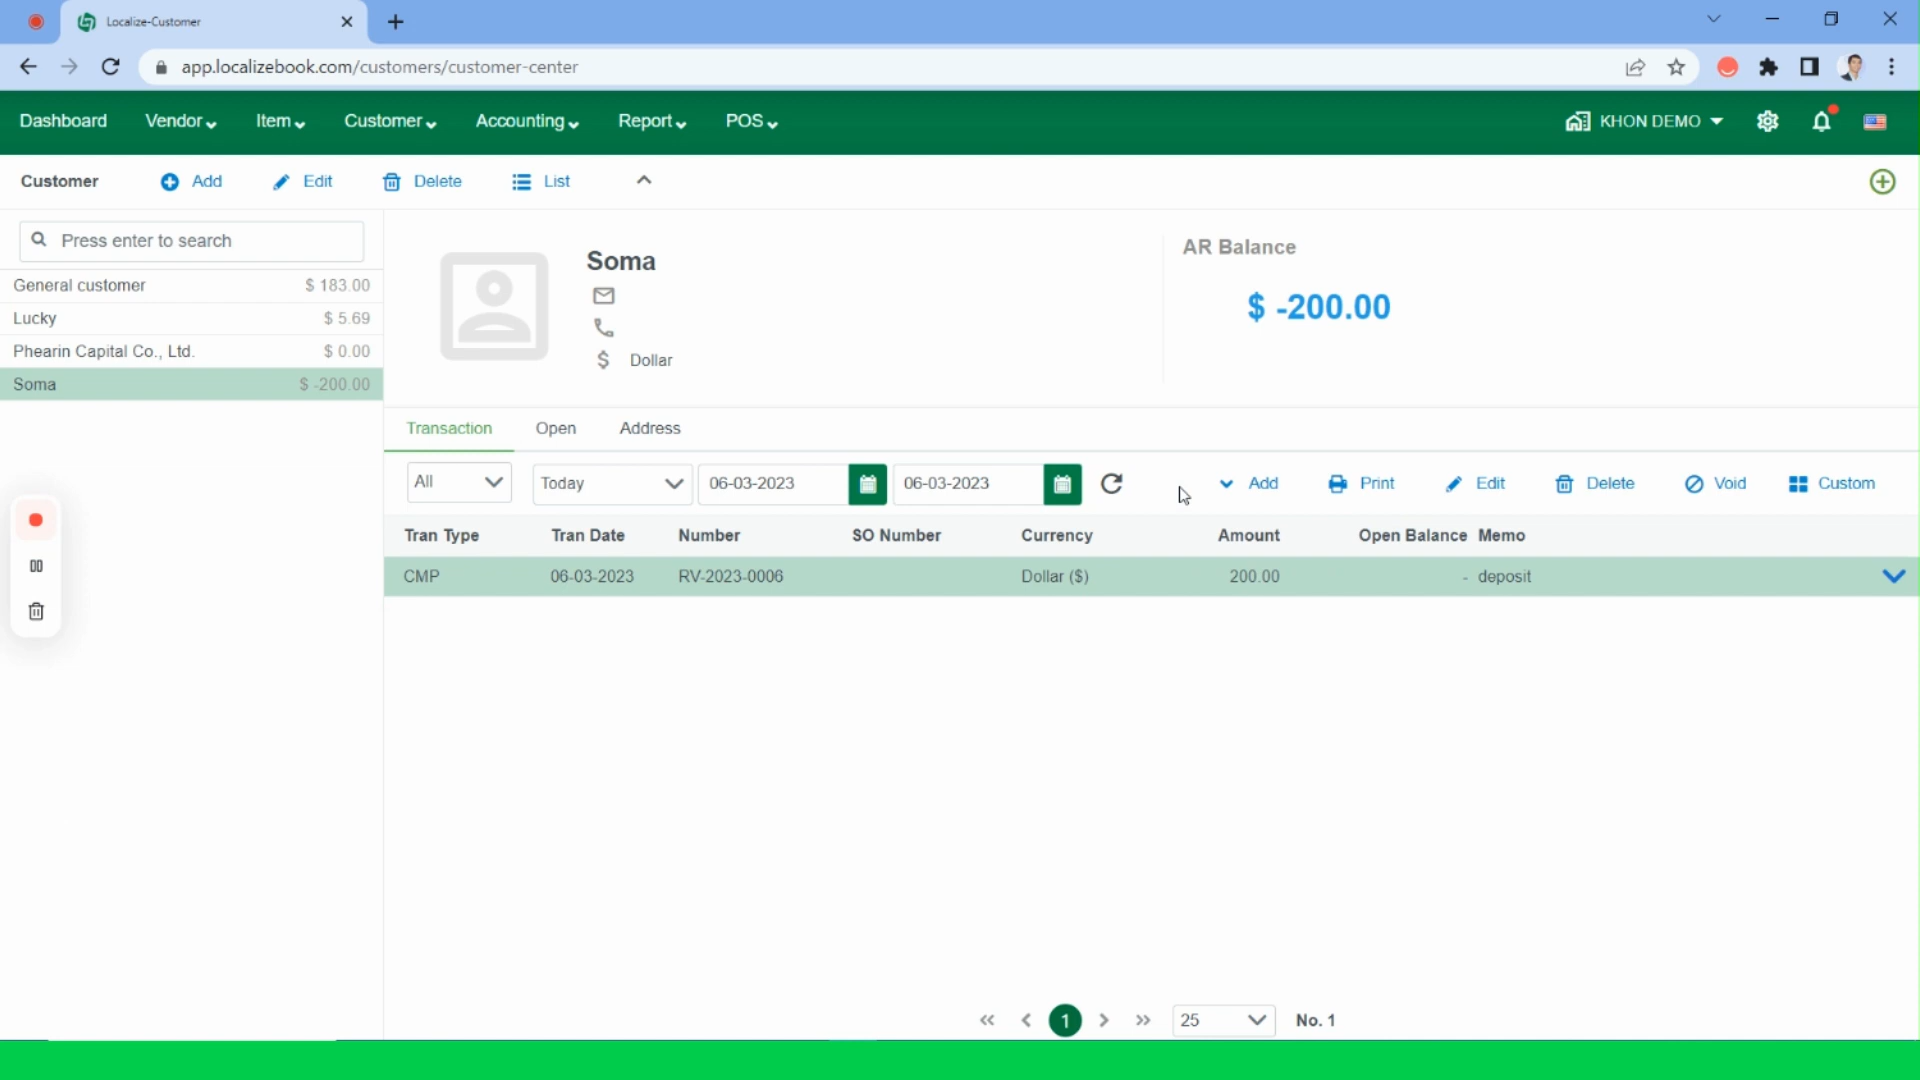 Localize-Customer
app.localizebook.com/customers/customer-center
Dashboard Vendor Item Customer Accounting Report POS KHON DEMO
Customer Add Edit Delete List
Press enter to search
General customer $ 183.00
Lucky $ 5.69
Phearin Capital Co., Ltd. $ 0.00
Soma $ -200.00
Soma
$ Dollar
AR Balance
$ -200.00
Transaction Open Address
All Today 06-03-2023 06-03-2023 Add Print Edit Delete Void Custom
Tran Type Tran Date Number SO Number Currency Amount Open Balance Memo
CMP 06-03-2023 RV-2023-0006 Dollar ($) 200.00 - deposit
« ‹ 1 › » 25 No. 1